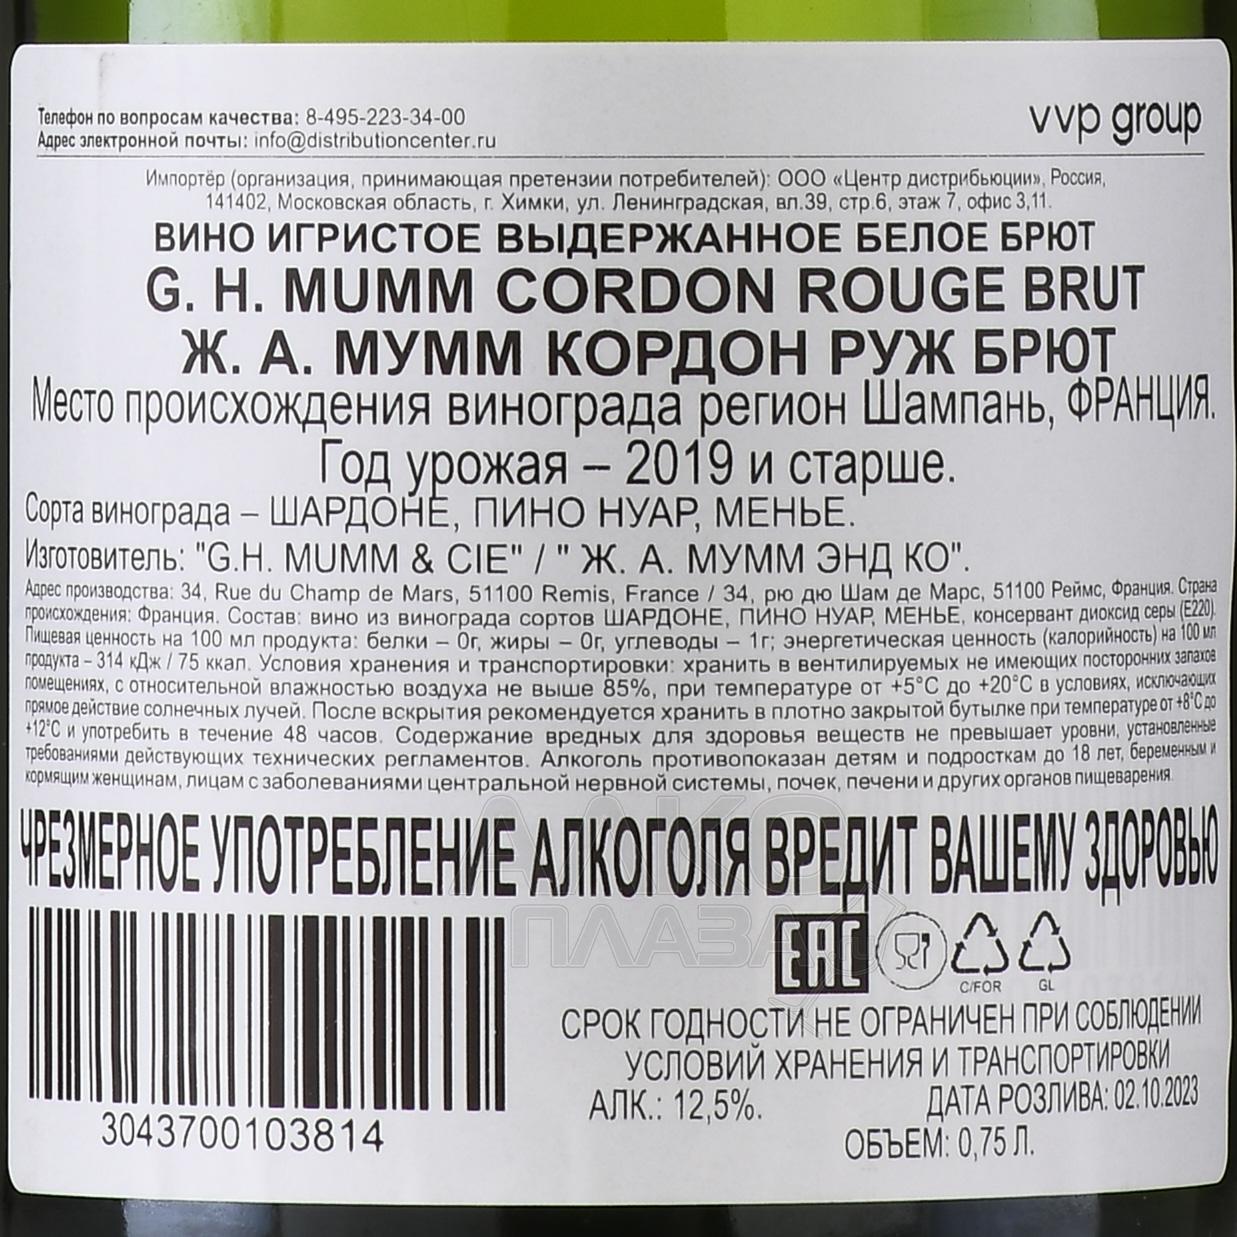 Телефон по вопросам качества: 8-495-223-34-00
Адрес электронной почты: info@distributioncenter.ru
vvp group
Импортёр (организация, принимающая претензии потребителей): ООО «Центр дистрибьюции», Россия,
141402, Московская область, г. Химки, ул. Ленинградская, вл.39, стр.6, этаж 7, офис 3,11.
ВИНО ИГРИСТОЕ ВЫДЕРЖАННОЕ БЕЛОЕ БРЮТ
G. H. MUMM CORDON ROUGE BRUT
Ж. А. МУММ КОРДОН РУЖ БРЮТ
Место происхождения винограда регион Шампань, ФРАНЦИЯ.
Год урожая – 2019 и старше.
Сорта винограда – ШАРДОНЕ, ПИНО НУАР, МЕНЬЕ.
Изготовитель: "G.H. MUMM & CIE" / " Ж. А. МУММ ЭНД КО".
Адрес производства: 34, Rue du Champ de Mars, 51100 Remis, France / 34, рю дю Шам де Марс, 51100 Реймс, Франция. Страна
происхождения: Франция. Состав: вино из винограда сортов ШАРДОНЕ, ПИНО НУАР, МЕНЬЕ, консервант диоксид серы (Е220).
Пищевая ценность на 100 мл продукта: белки – 0г, жиры – 0г, углеводы – 1г; энергетическая ценность (калорийность) на 100 мл
продукта – 314 кДж / 75 ккал. Условия хранения и транспортировки: хранить в вентилируемых не имеющих посторонних запахов
помещениях, с относительной влажностью воздуха не выше 85%, при температуре от +5°С до +20°С в условиях, исключающих
прямое действие солнечных лучей. После вскрытия рекомендуется хранить в плотно закрытой бутылке при температуре от +8°С до
+12°С и употребить в течение 48 часов. Содержание вредных для здоровья веществ не превышает уровни, установленные
требованиями действующих технических регламентов. Алкоголь противопоказан детям и подросткам до 18 лет, беременным и
кормящим женщинам, лицам с заболеваниями центральной нервной системы, почек, печени и других органов пищеварения.
ЧРЕЗМЕРНОЕ УПОТРЕБЛЕНИЕ АЛКОГОЛЯ ВРЕДИТ ВАШЕМУ ЗДОРОВЬЮ
АЛКО
ПЛАЗА
EAC
C/FOR
GL
СРОК ГОДНОСТИ НЕ ОГРАНИЧЕН ПРИ СОБЛЮДЕНИИ
УСЛОВИЙ ХРАНЕНИЯ И ТРАНСПОРТИРОВКИ
АЛК.: 12,5%.
ДАТА РОЗЛИВА: 02.10.2023
ОБЪЕМ: 0,75 Л.
3043700103814